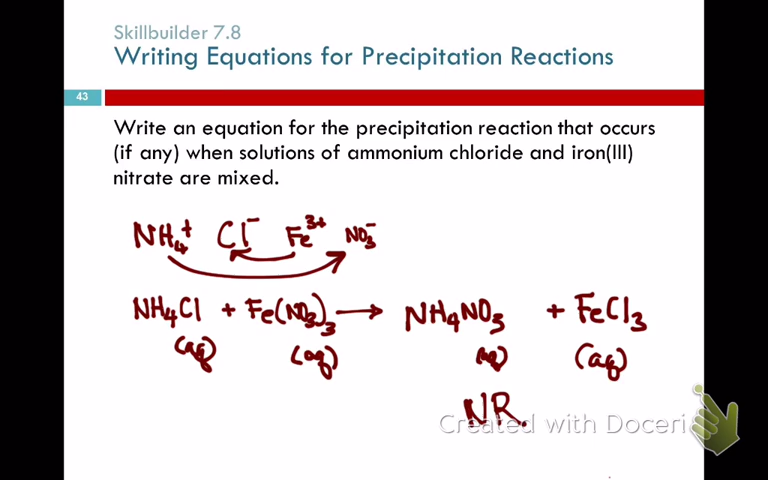 Skillbuilder 7.8
Writing Equations for Precipitation Reactions
43
Write an equation for the precipitation reaction that occurs
(if any) when solutions of ammonium chloride and iron(III)
nitrate are mixed.
NH₄⁺ Cl⁻ Fe³⁺ NO₃⁻
NH₄Cl + Fe(NO₃)₃ → NH₄NO₃ + FeCl₃
(aq) (aq) (aq) (aq)
NR.
Created with Doceri